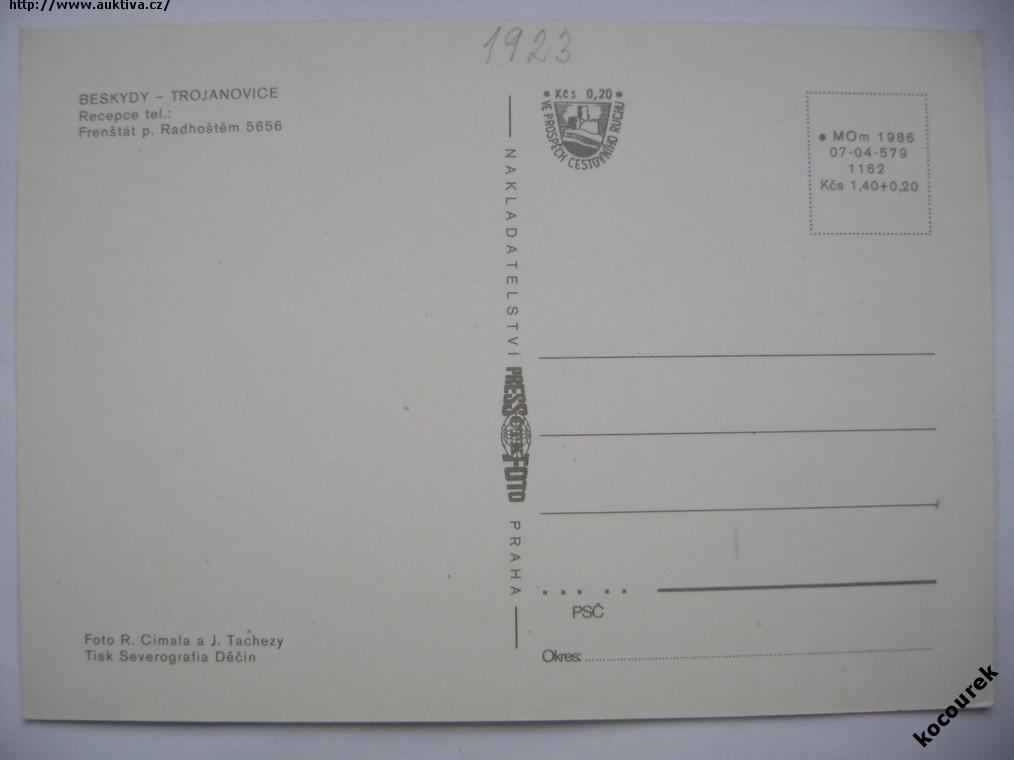 http://www.auktiva.cz/
1923
BESKYDY – TROJANOVICE
Recepce tel.:
Frenštát p. Radhoštěm 5656
Kčs 0,20
VE PROSPĚCH CESTOVNÍHO RUCHU
● MOm 1986
07-04-579
1162
Kčs 1,40+0,20
NAKLADATELSTVÍ PRESSFOTO PRAHA
PSČ
Okres:
Foto R. Cimala a J. Tachezy
Tisk Severografia Děčín
kocourek